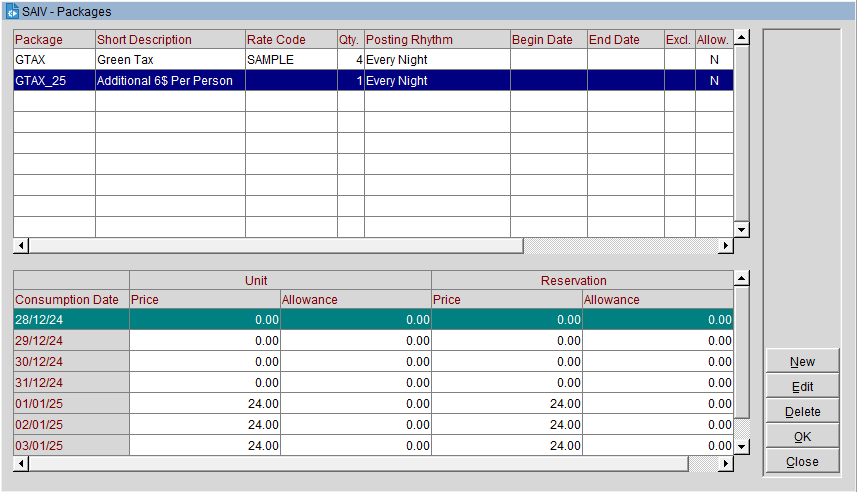 SAIV - Packages
Package Short Description Rate Code Qty. Posting Rhythm Begin Date End Date Excl. Allow.
GTAX Green Tax SAMPLE 4 Every Night N
GTAX_25 Additional 6$ Per Person 1 Every Night N
Unit Reservation
Consumption Date Price Allowance Price Allowance
28/12/24 0.00 0.00 0.00 0.00
29/12/24 0.00 0.00 0.00 0.00
30/12/24 0.00 0.00 0.00 0.00
31/12/24 0.00 0.00 0.00 0.00
01/01/25 24.00 0.00 24.00 0.00
02/01/25 24.00 0.00 24.00 0.00
03/01/25 24.00 0.00 24.00 0.00
New
Edit
Delete
OK
Close